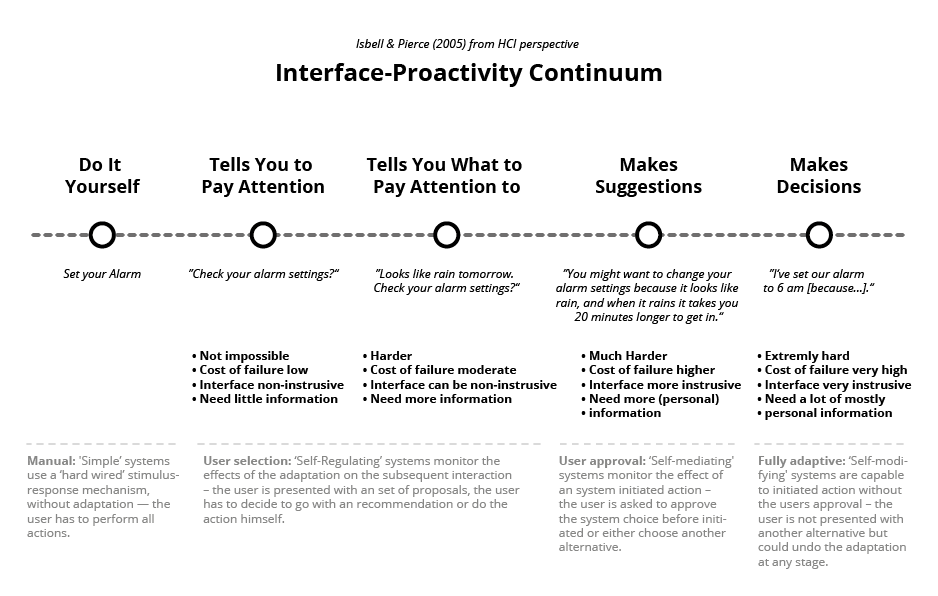 Isbell & Pierce (2005) from HCI perspective
Interface-Proactivity Continuum
Do It
Yourself
Tells You to
Pay Attention
Tells You What to
Pay Attention to
Makes
Suggestions
Makes
Decisions
Set your Alarm
”Check your alarm settings?“
”Looks like rain tomorrow.
Check your alarm settings?“
”You might want to change your
alarm settings because it looks like
rain, and when it rains it takes you
20 minutes longer to get in.“
”I’ve set our alarm
to 6 am [because...].“
• Not impossible
• Cost of failure low
• Interface non-instrusive
• Need little information
• Harder
• Cost of failure moderate
• Interface can be non-instrusive
• Need more information
• Much Harder
• Cost of failure higher
• Interface more instrusive
• Need more (personal)
• information
• Extremly hard
• Cost of failure very high
• Interface very instrusive
• Need a lot of mostly
• personal information
Manual: 'Simple’ systems
use a ‘hard wired’ stimulus-
response mechanism,
without adaptation — the
user has to perform all
actions.
User selection: ‘Self-Regulating’ systems monitor the
effects of the adaptation on the subsequent interaction
– the user is presented with an set of proposals, the user
has to decide to go with an recommendation or do the
action himself.
User approval: ‘Self-mediating'
systems monitor the effect of
an system initiated action –
the user is asked to approve
the system choice before initi-
ated or either choose another
alternative.
Fully adaptive: ‘Self-modi-
fying' systems are capable
to initiated action without
the users approval – the
user is not presented with
another alternative but
could undo the adaptation
at any stage.